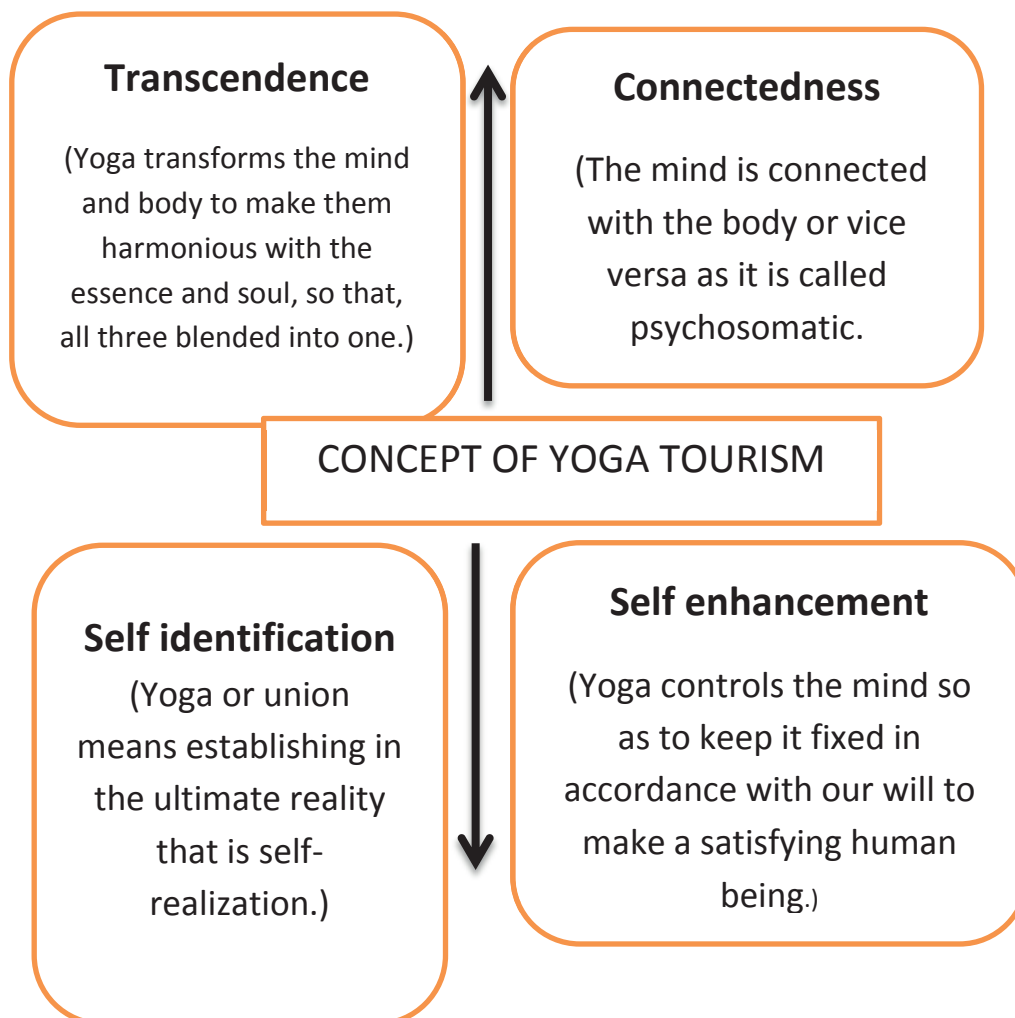 Transcendence
(Yoga transforms the mind
and body to make them
harmonious with the
essence and soul, so that,
all three blended into one.)
Connectedness
(The mind is connected
with the body or vice
versa as it is called
psychosomatic.
CONCEPT OF YOGA TOURISM
Self identification
(Yoga or union
means establishing in
the ultimate reality
that is self-
realization.)
Self enhancement
(Yoga controls the mind so
as to keep it fixed in
accordance with our will to
make a satisfying human
being.)